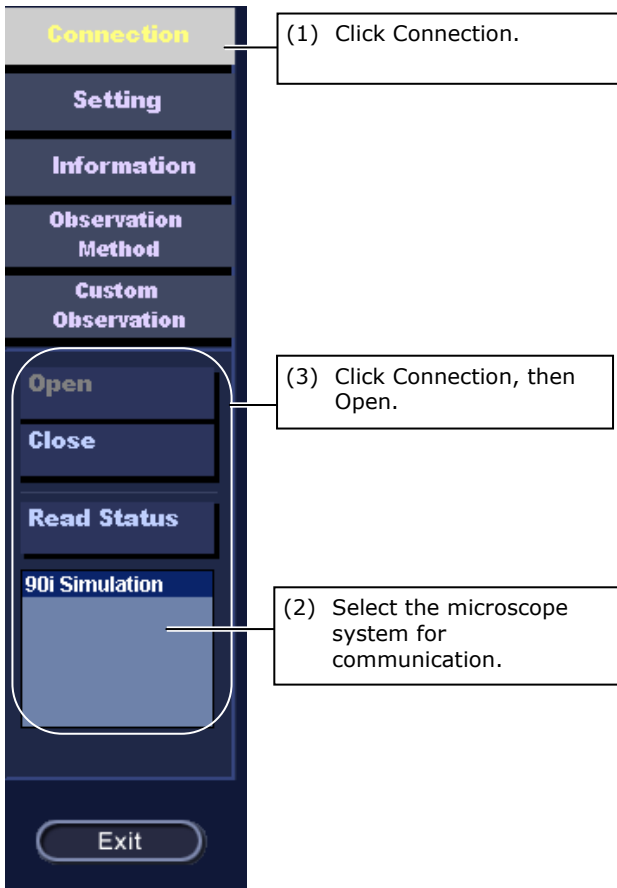 Connection
Setting
Information
Observation
Method
Custom
Observation
Open
Close
Read Status
90i Simulation
Exit
(1) Click Connection.
(3) Click Connection, then
Open.
(2) Select the microscope
system for
communication.